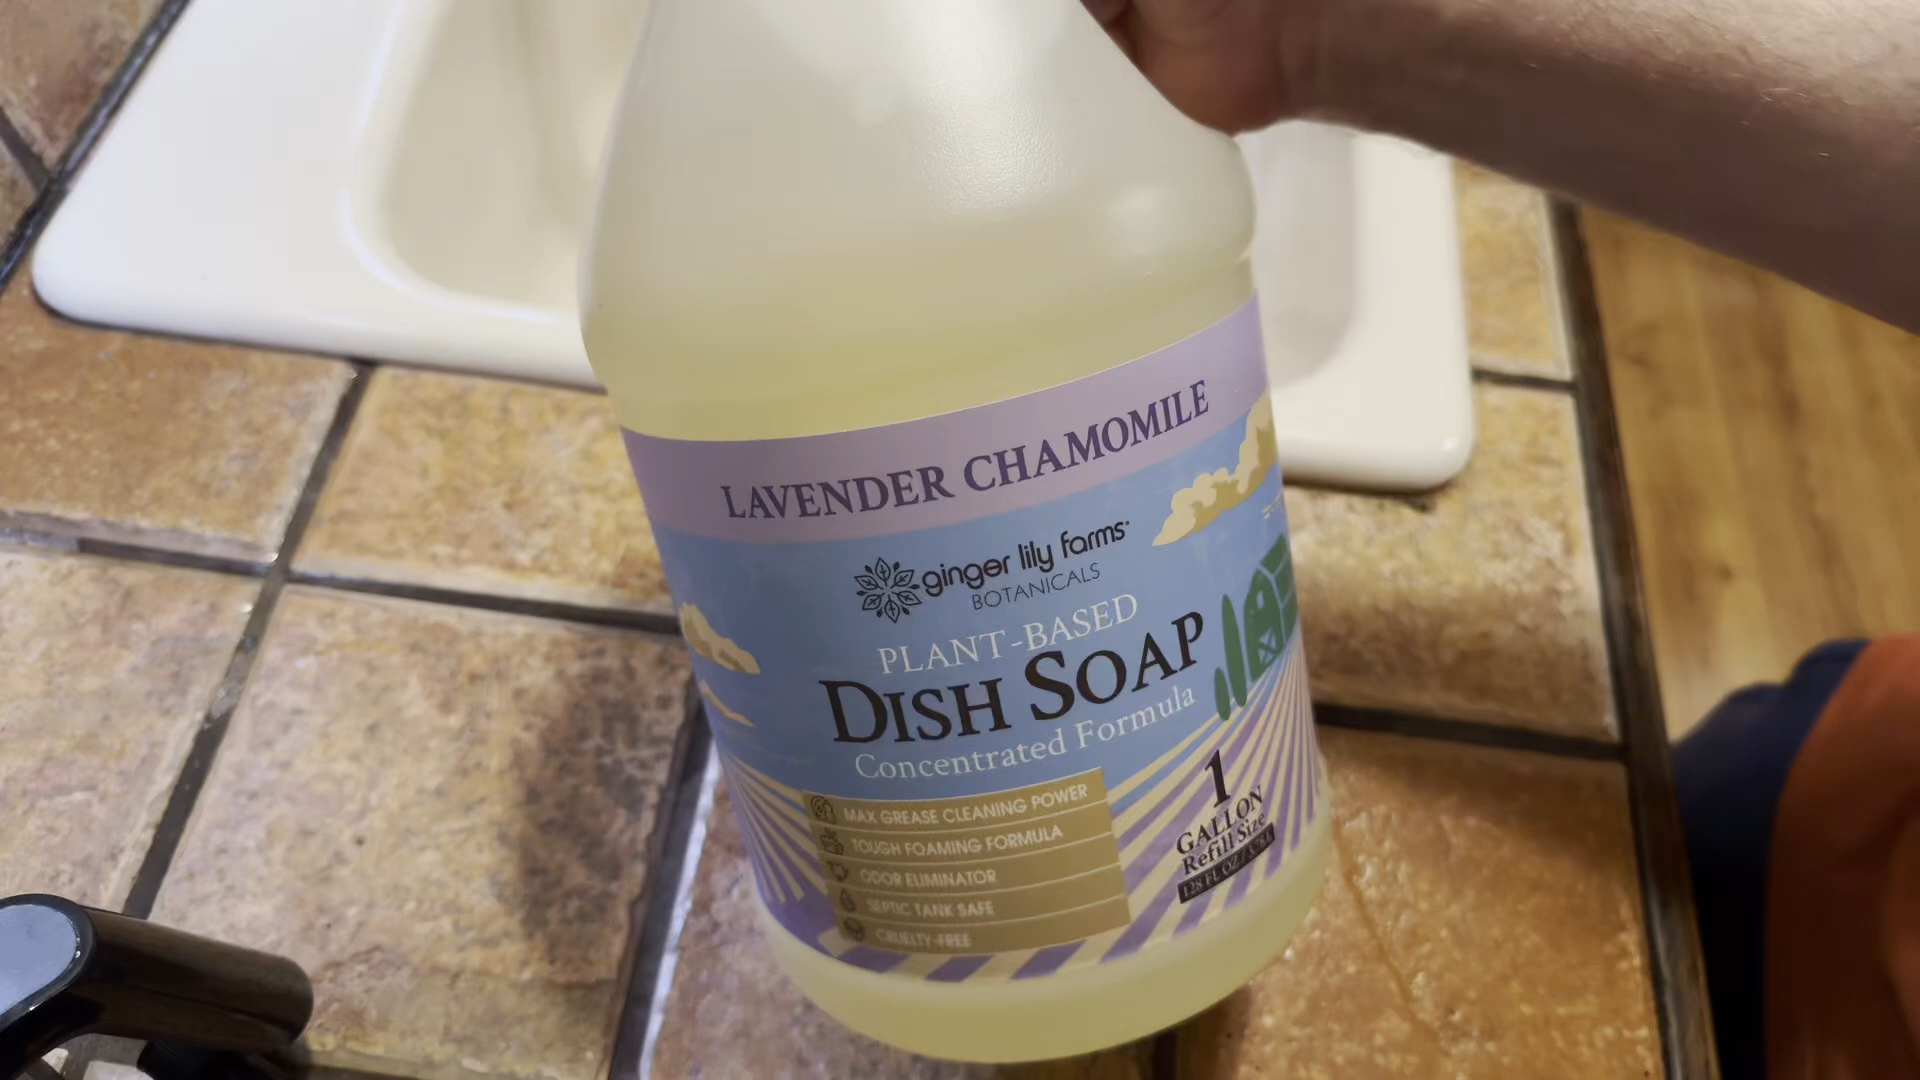 LAVENDER CHAMOMILE
ginger lily farms
BOTANICALS
PLANT-BASED
DISH SOAP
Concentrated Formula
MAX GREASE CLEANING POWER
TOUGH FOAMING FORMULA
ODOR ELIMINATOR
SEPTIC TANK SAFE
CRUELTY-FREE
1
GALLON
Refill Size
128 FL OZ